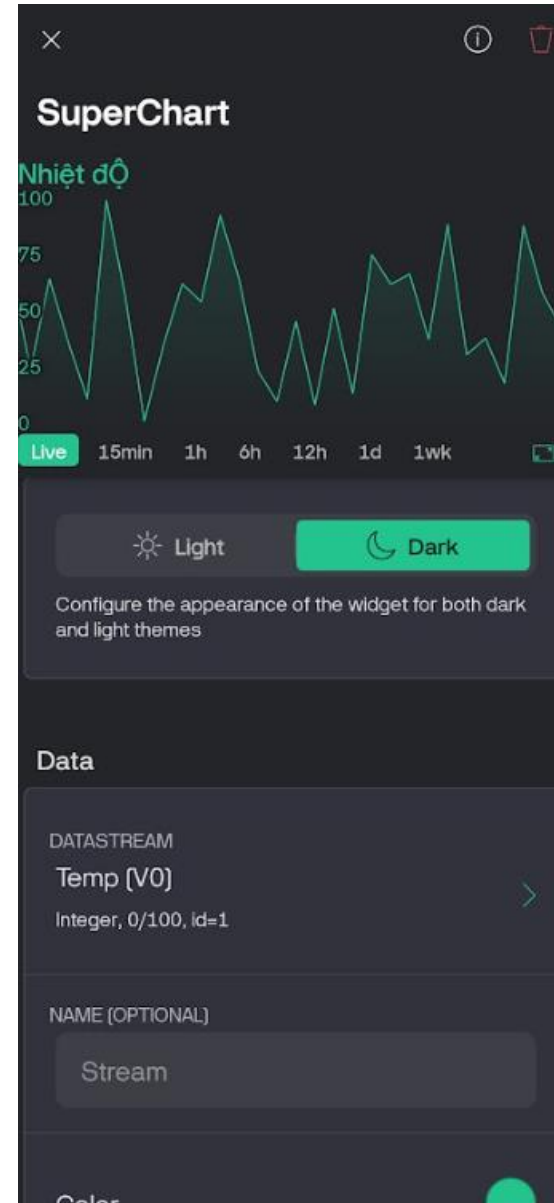 SuperChart
Nhiệt đỘ
100
75
50
25
0
Live 15min 1h 6h 12h 1d 1wk
Light Dark
Configure the appearance of the widget for both dark
and light themes
Data
DATASTREAM
Temp (V0)
Integer, 0/100, id=1
NAME (OPTIONAL)
Stream
Color